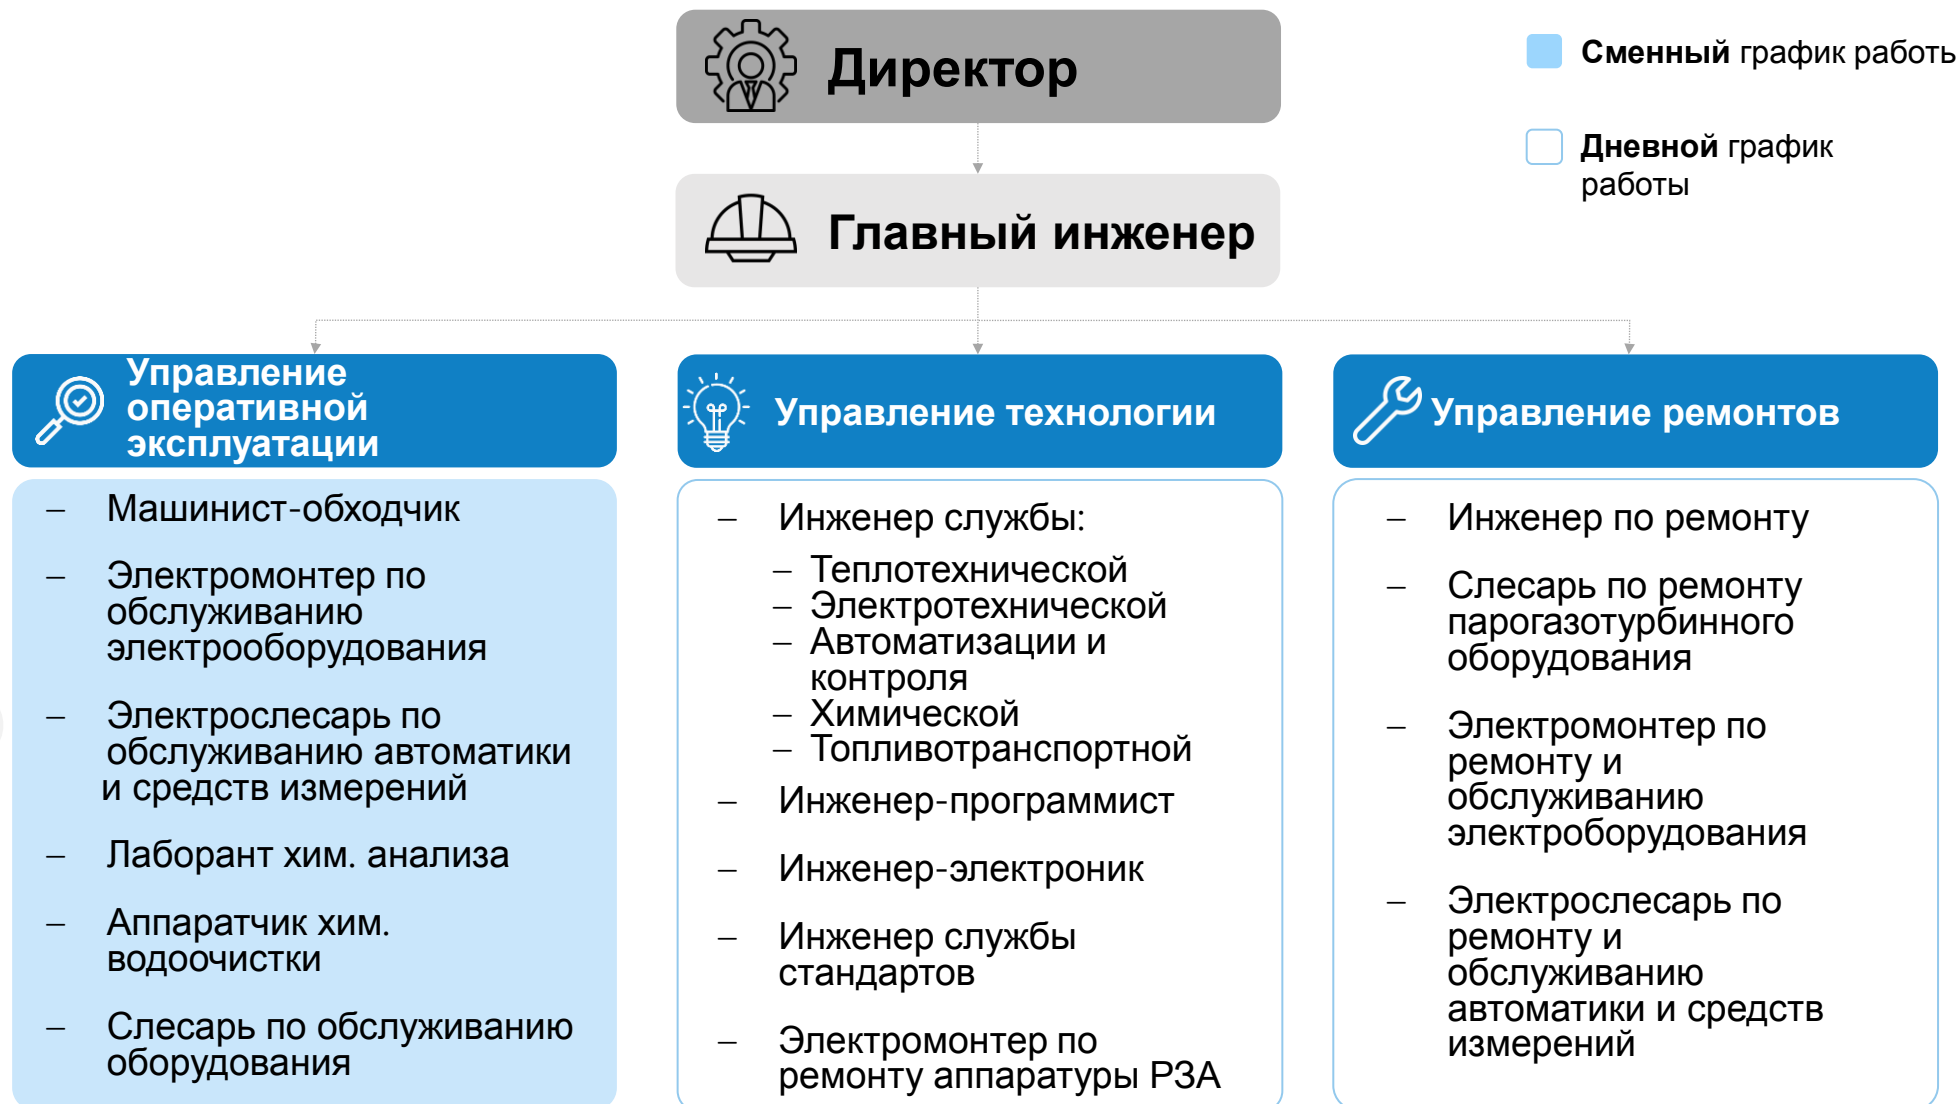 Директор
Сменный график работь
Дневной график
работы
Главный инженер
Управление
оперативной
эксплуатации
– Машинист-обходчик
– Электромонтер по
обслуживанию
электрооборудования
– Электрослесарь по
обслуживанию автоматики
и средств измерений
– Лаборант хим. анализа
– Аппаратчик хим.
водоочистки
– Слесарь по обслуживанию
оборудования
Управление технологии
– Инженер службы:
– Теплотехнической
– Электротехнической
– Автоматизации и
контроля
– Химической
– Топливотранспортной
– Инженер-программист
– Инженер-электроник
– Инженер службы
стандартов
– Электромонтер по
ремонту аппаратуры РЗА
Управление ремонтов
– Инженер по ремонту
– Слесарь по ремонту
парогазотурбинного
оборудования
– Электромонтер по
ремонту и
обслуживанию
электроборудования
– Электрослесарь по
ремонту и
обслуживанию
автоматики и средств
измерений